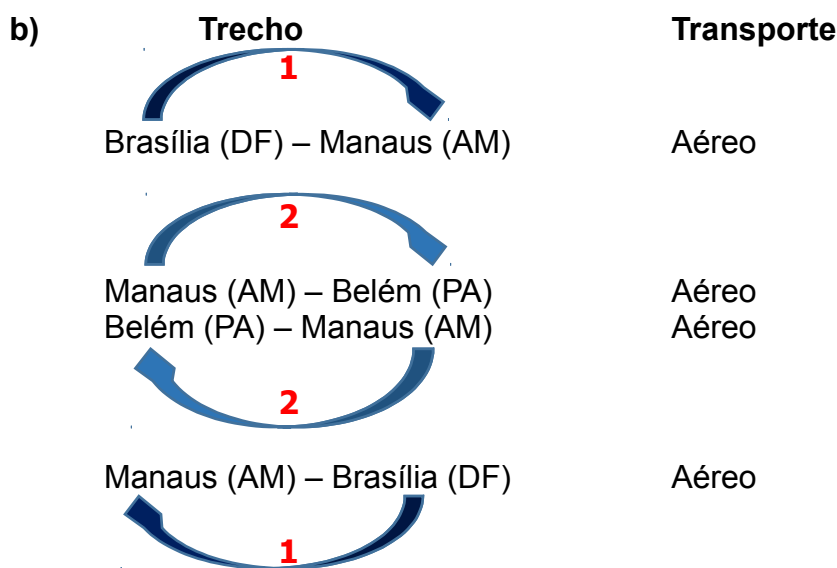 b) Trecho Transporte
1
Brasília (DF) – Manaus (AM) Aéreo
2
Manaus (AM) – Belém (PA) Aéreo
Belém (PA) – Manaus (AM) Aéreo
2
Manaus (AM) – Brasília (DF) Aéreo
1